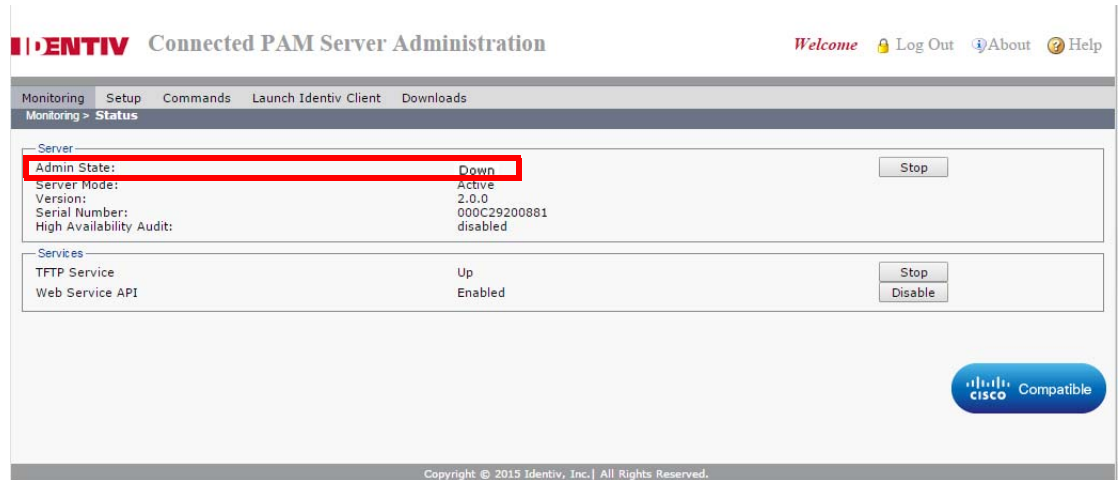 IDENTIV Connected PAM Server Administration Welcome Log Out About Help
Monitoring Setup Commands Launch Identiv Client Downloads
Monitoring > Status
Server
Admin State: Down Stop
Server Mode: Active
Version: 2.0.0
Serial Number: 000C29200881
High Availability Audit: disabled
Services
TFTP Service Up Stop
Web Service API Enabled Disable
CISCO Compatible
Copyright © 2015 Identiv, Inc.| All Rights Reserved.